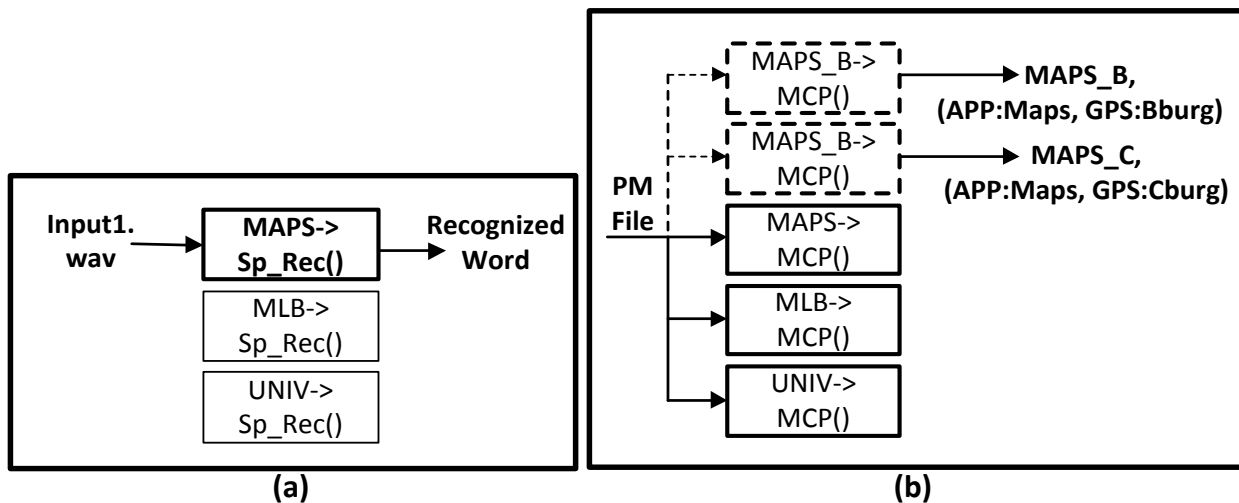 Input1.
wav
MAPS->
Sp_Rec()
Recognized
Word
MLB->
Sp_Rec()
UNIV->
Sp_Rec()
(a)
PM
File
MAPS_B->
MCP()
MAPS_B,
(APP:Maps, GPS:Bburg)
MAPS_B->
MCP()
MAPS_C,
(APP:Maps, GPS:Cburg)
MAPS->
MCP()
MLB->
MCP()
UNIV->
MCP()
(b)